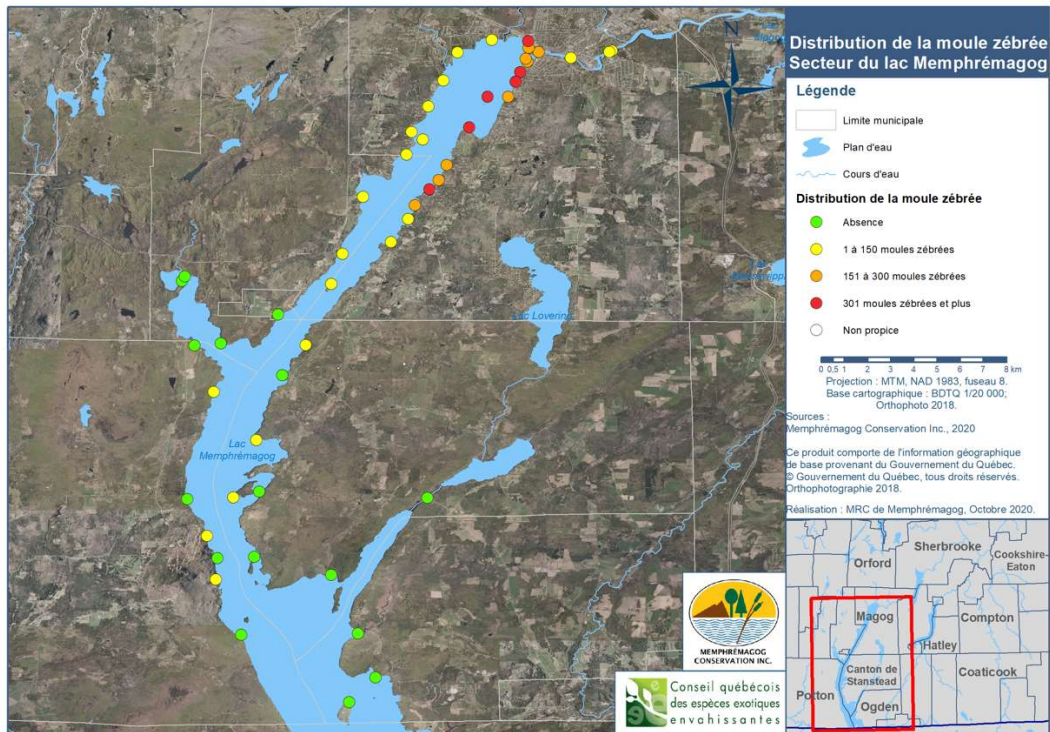 Distribution de la moule zébrée
Secteur du lac Memphrémagog
Légende
Limite municipale
Plan d'eau
Cours d'eau
Distribution de la moule zébrée
Absence
1 à 150 moules zébrées
151 à 300 moules zébrées
301 moules zébrées et plus
Non propice
0 0,5 1 2 3 4 5 6 7 8 km
Projection : MTM, NAD 1983, fuseau 8.
Base cartographique : BDTQ 1/20 000;
Orthophoto 2018.
Sources :
Memphrémagog Conservation Inc., 2020
Ce produit comporte de l'information géographique
de base provenant du Gouvernement du Québec.
© Gouvernement du Québec, tous droits réservés.
Orthophotographie 2018.
Réalisation : MRC de Memphrémagog, Octobre 2020.
N
Lac
Lac Lovering
Lac
Memphrémagog
MEMPHRÉMAGOG
CONSERVATION INC.
Conseil québécois
des espèces exotiques
envahissantes
Sherbrooke
Cookshire-
Eaton
Orford
Magog
Compton
Hatley
Canton de
Stanstead
Coaticook
Potton
Ogden